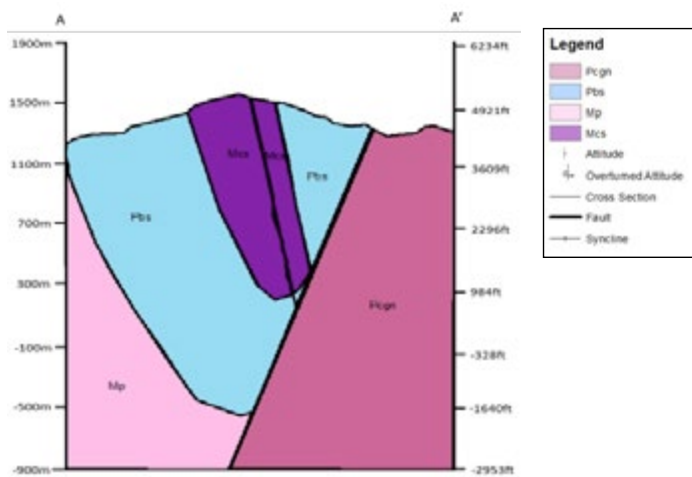 A
A'
1900m
6234ft
1500m
4921ft
1100m
3609ft
700m
2296ft
300m
984ft
-100m
-328ft
-500m
-1640ft
-900m
-2953ft
Mcs
Mcs
Pbs
Pbs
Pcgn
Mp
Legend
Pcgn
Pbs
Mp
Mcs
Attitude
Overturned Attitude
Cross Section
Fault
Syncline